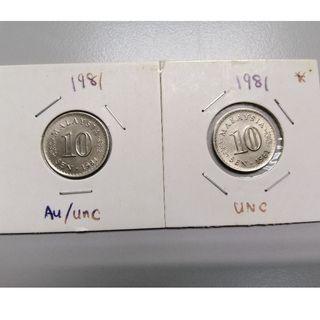 1981
MALAYSIA
10
SEN
Au/unc
1981 *
MALAYSIA
10
SEN
UNC